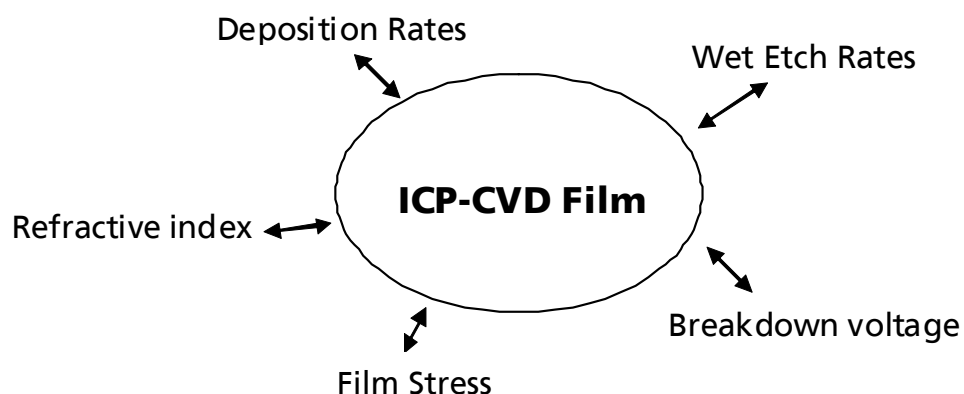 Deposition Rates
Wet Etch Rates
ICP-CVD Film
Refractive index
Breakdown voltage
Film Stress